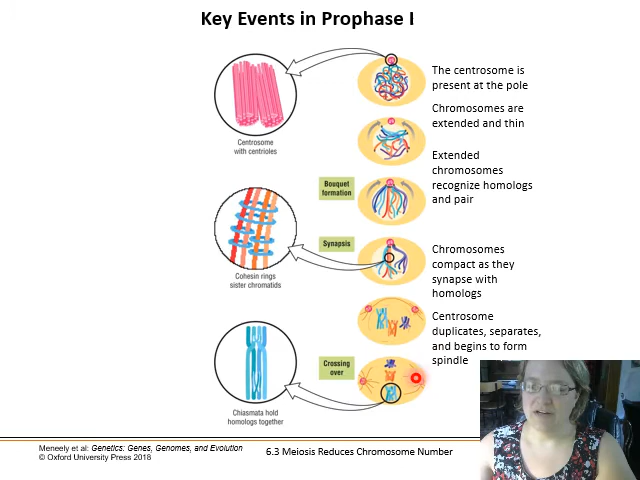 Key Events in Prophase I
The centrosome is
present at the pole
Chromosomes are
extended and thin
Centrosome
with centrioles
Extended
chromosomes
recognize homologs
and pair
Bouquet
formation
Synapsis
Chromosomes
compact as they
synapse with
homologs
Cohesin rings
sister chromatids
Centrosome
duplicates, separates,
and begins to form
spindle
Crossing
over
Chiasmata hold
homologs together
Meneely et al: Genetics: Genes, Genomes, and Evolution
© Oxford University Press 2018
6.3 Meiosis Reduces Chromosome Number